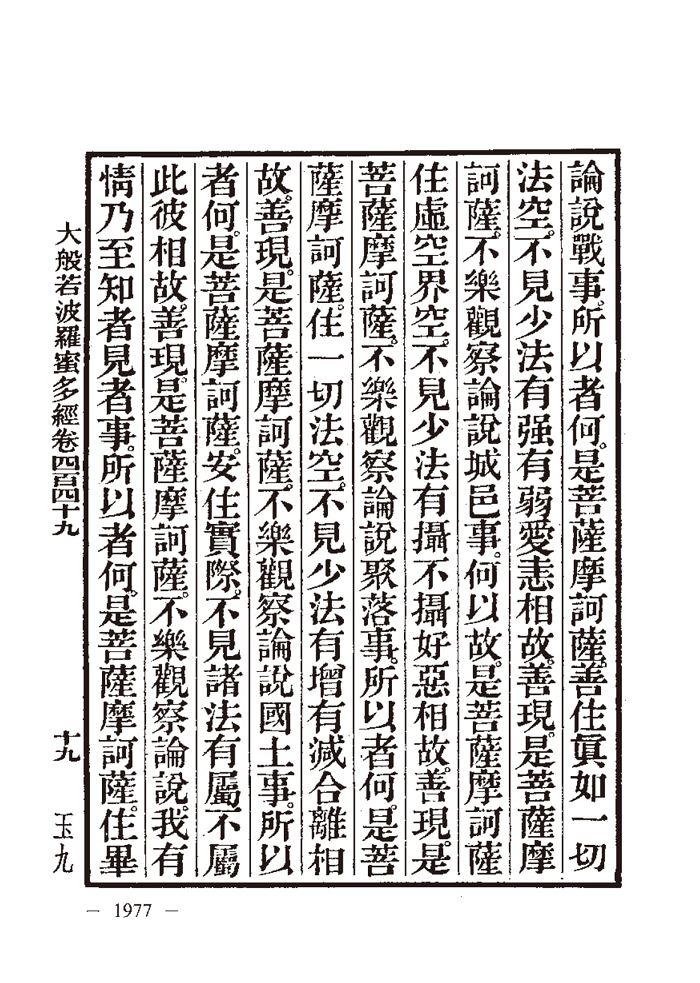 論說戰事。所以者何。是菩薩摩訶薩。善住眞如一切
法空。不見少法有强有弱愛恚相故。善現。是菩薩摩
訶薩。不樂觀察論說城邑事。何以故。是菩薩摩訶薩
住虛空界空。不見少法有攝不攝好惡相故。善現。是
菩薩摩訶薩。不樂觀察論說聚落事。所以者何。是菩
薩摩訶薩。住一切法空。不見少法有增有減合離相
故。善現。是菩薩摩訶薩。不樂觀察論說國土事。所以
者何。是菩薩摩訶薩。安住實際。不見諸法有屬不屬
此彼相故。善現。是菩薩摩訶薩。不樂觀察論說。我有
情乃至知者見者事。所以者何。是菩薩摩訶薩。住畢
大般若波羅蜜多經卷四百四十九 十九 玉九
— 1977 —